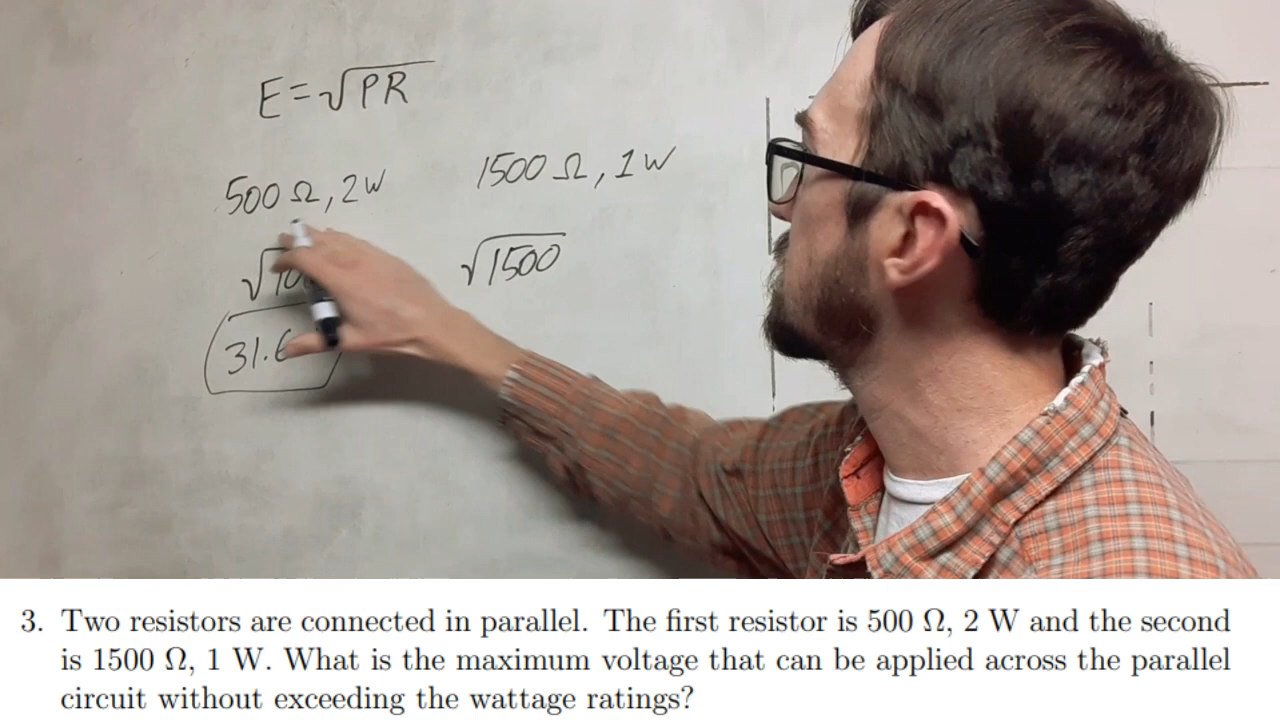 E=√PR
500 Ω, 2W
1500 Ω, 1W
√1500
3. Two resistors are connected in parallel. The first resistor is 500 Ω, 2 W and the second
is 1500 Ω, 1 W. What is the maximum voltage that can be applied across the parallel
circuit without exceeding the wattage ratings?